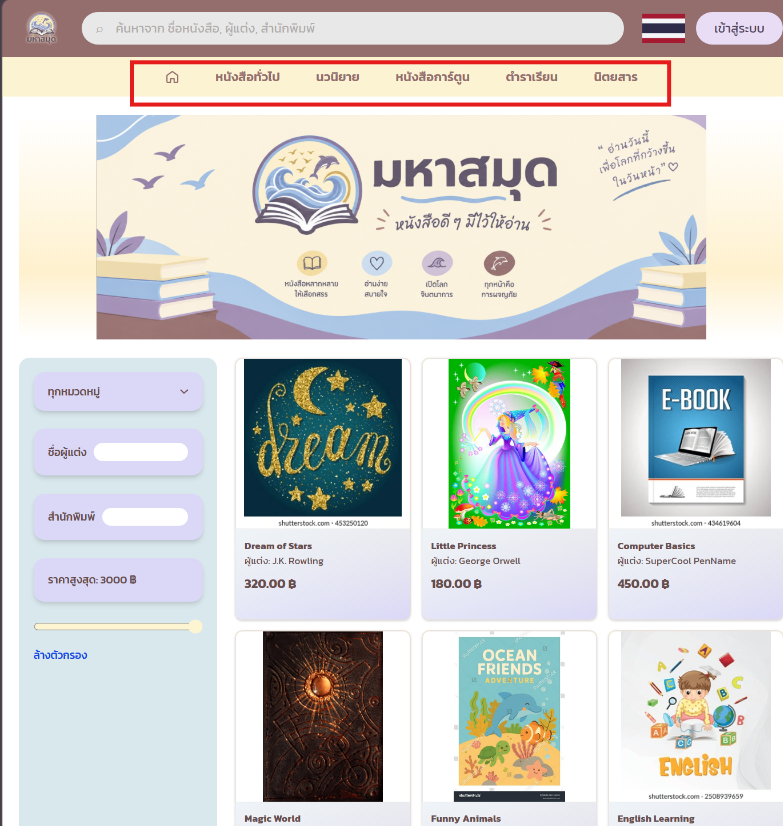 มหาสมุด
ค้นหาจาก ชื่อหนังสือ, ผู้แต่ง, สำนักพิมพ์
เข้าสู่ระบบ
หนังสือทั่วไป นวนิยาย หนังสือการ์ตูน ตำราเรียน นิตยสาร
มหาสมุด
หนังสือดี ๆ มีไว้ให้อ่าน
“ อ่านวันนี้
เพื่อโลกที่กว้างขึ้น
ในวันหน้า”
หนังสือหลากหลาย
ให้เลือกสรร
อ่านง่าย
สบายใจ
เปิดโลก
จินตนาการ
ทุกหน้าคือ
การผจญภัย
ทุกหมวดหมู่
ชื่อผู้แต่ง
สำนักพิมพ์
ราคาสูงสุด: 3000 ฿
ล้างตัวกรอง
dream
shutterstock.com · 453250120
Dream of Stars
ผู้แต่ง: J.K. Rowling
320.00 ฿
Little Princess
ผู้แต่ง: George Orwell
180.00 ฿
E-BOOK
shutterstock.com · 434619604
Computer Basics
ผู้แต่ง: SuperCool PenName
450.00 ฿
Magic World
OCEAN
FRIENDS
ADVENTURE
Funny Animals
ENGLISH
shutterstock.com · 2508939659
English Learning